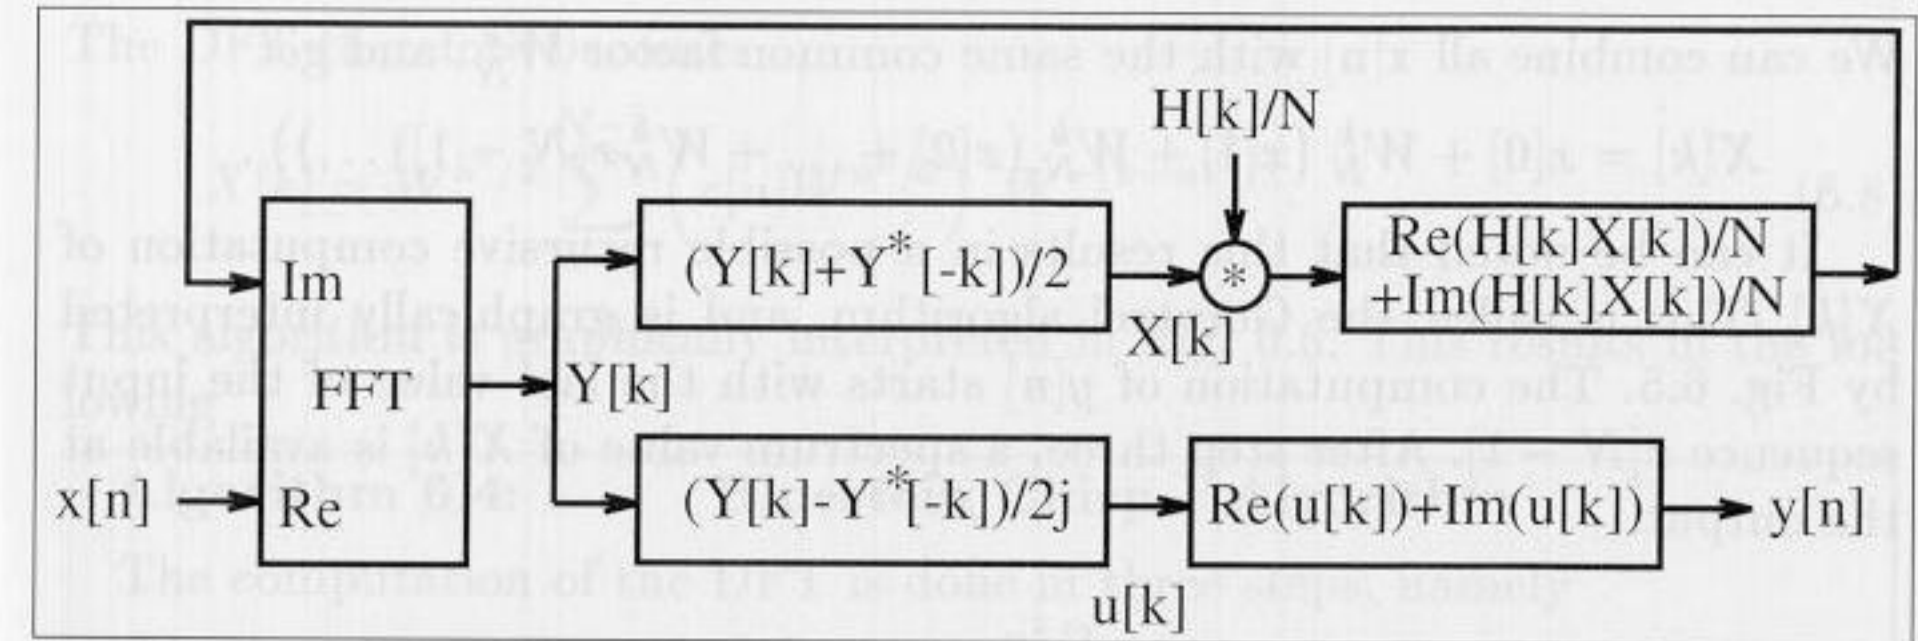 H[k]/N
Im
FFT
Re
x[n]
Y[k]
(Y[k]+Y*[-k])/2
X[k]
*
Re(H[k]X[k])/N
+Im(H[k]X[k])/N
(Y[k]-Y*[-k])/2j
u[k]
Re(u[k])+Im(u[k])
y[n]